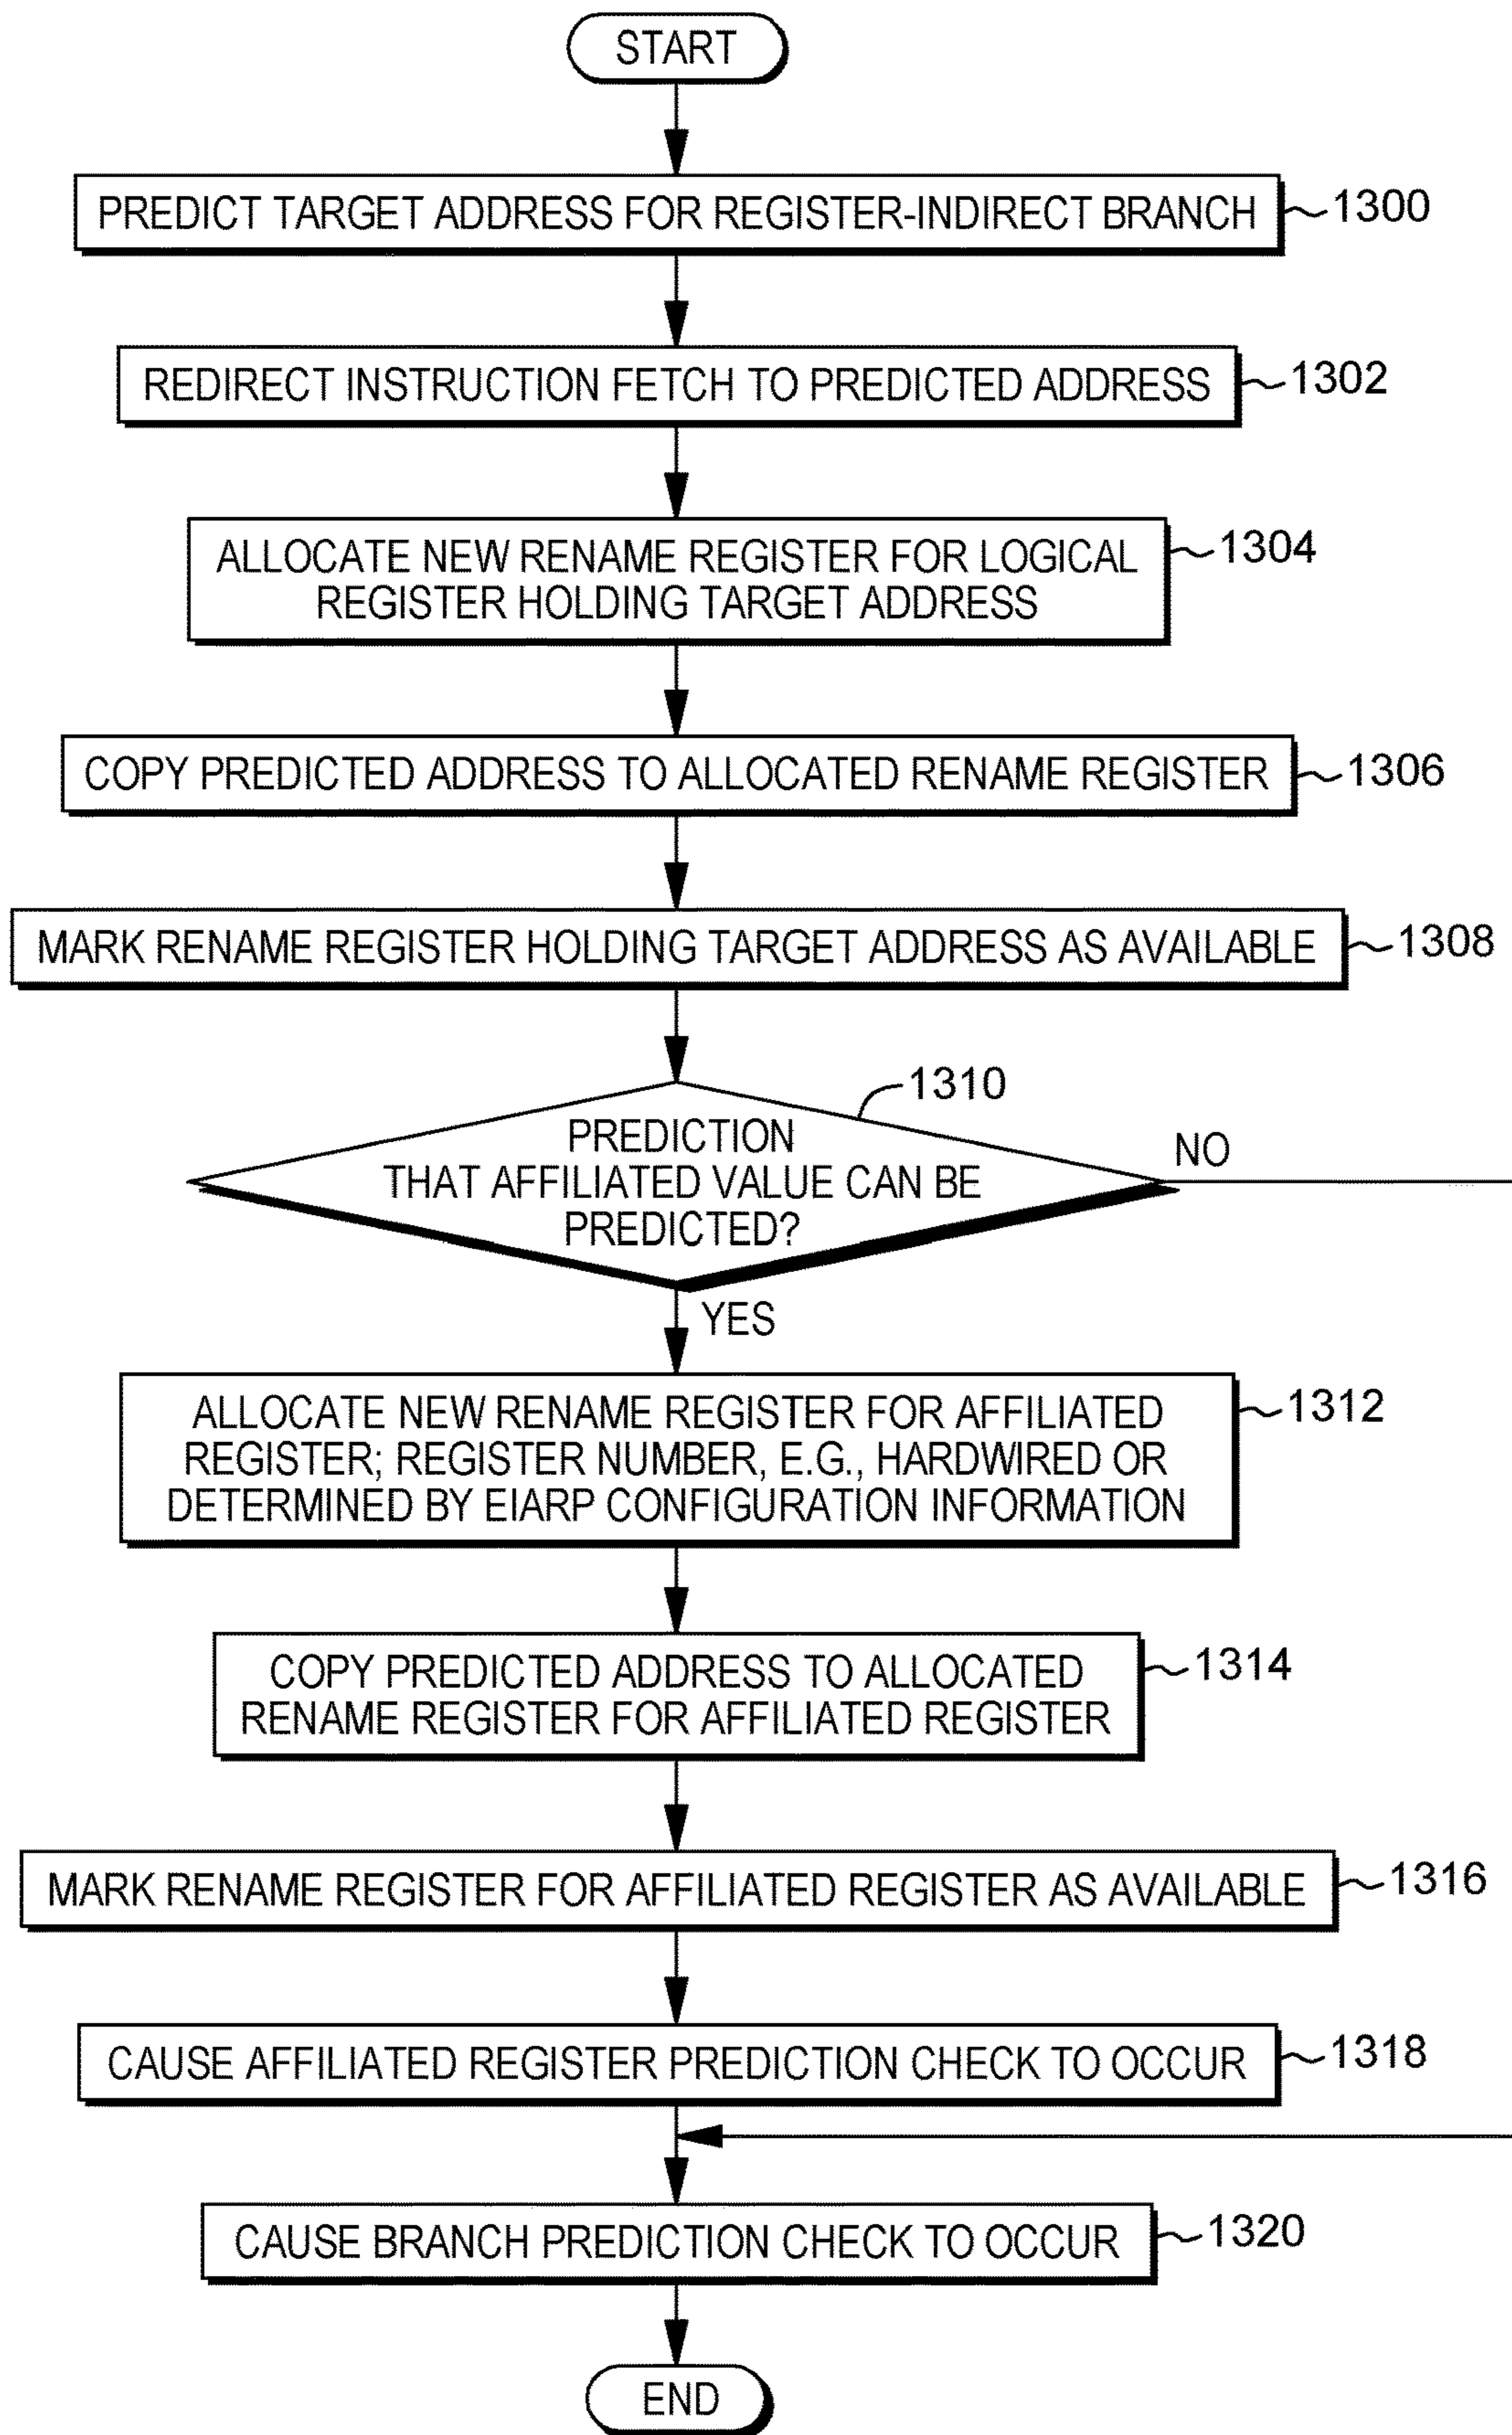 START
PREDICT TARGET ADDRESS FOR REGISTER-INDIRECT BRANCH
1300
REDIRECT INSTRUCTION FETCH TO PREDICTED ADDRESS
1302
ALLOCATE NEW RENAME REGISTER FOR LOGICAL
REGISTER HOLDING TARGET ADDRESS
1304
COPY PREDICTED ADDRESS TO ALLOCATED RENAME REGISTER
1306
MARK RENAME REGISTER HOLDING TARGET ADDRESS AS AVAILABLE
1308
1310
PREDICTION
THAT AFFILIATED VALUE CAN BE
PREDICTED?
NO
YES
ALLOCATE NEW RENAME REGISTER FOR AFFILIATED
REGISTER; REGISTER NUMBER, E.G., HARDWIRED OR
DETERMINED BY EIARP CONFIGURATION INFORMATION
1312
COPY PREDICTED ADDRESS TO ALLOCATED
RENAME REGISTER FOR AFFILIATED REGISTER
1314
MARK RENAME REGISTER FOR AFFILIATED REGISTER AS AVAILABLE
1316
CAUSE AFFILIATED REGISTER PREDICTION CHECK TO OCCUR
1318
CAUSE BRANCH PREDICTION CHECK TO OCCUR
1320
END